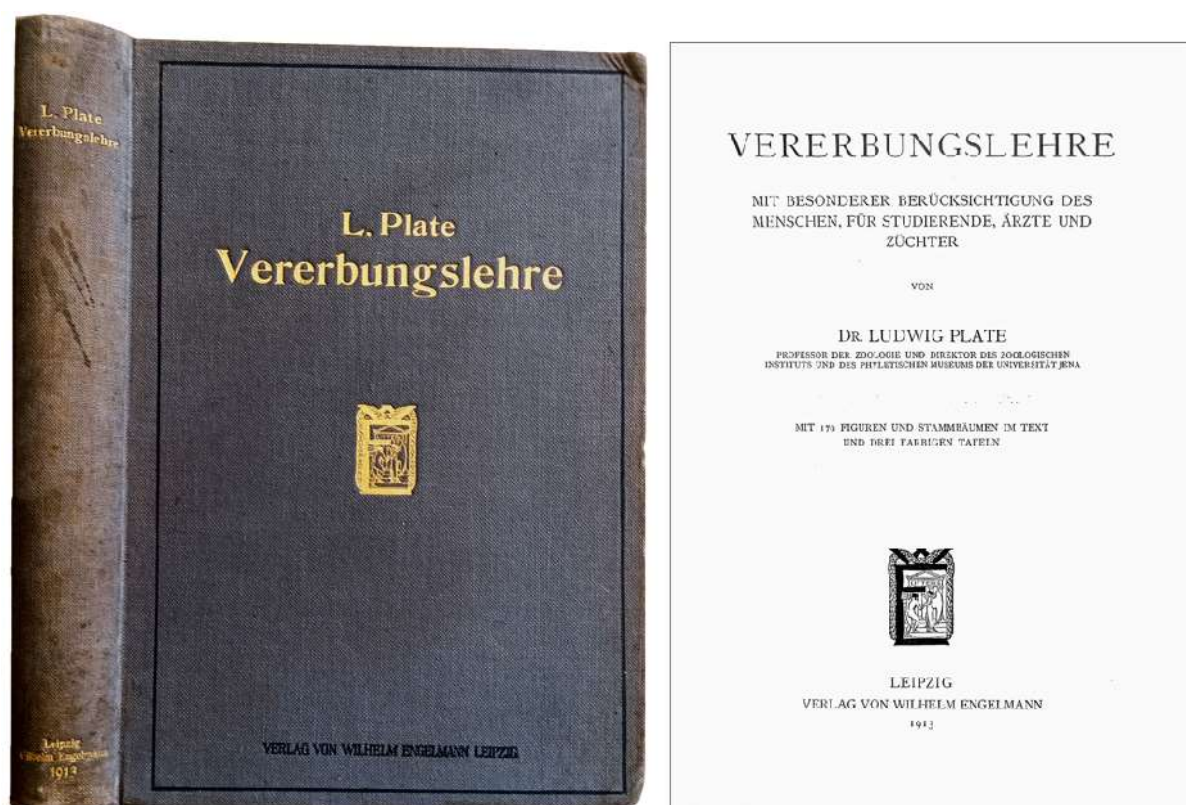 L. Plate
Vererbungslehre
Leipzig
Wilhelm Engelmann
1913
L. Plate
Vererbungslehre
VERLAG VON WILHELM ENGELMANN LEIPZIG
VERERBUNGSLEHRE
MIT BESONDERER BERÜCKSICHTIGUNG DES
MENSCHEN, FÜR STUDIERENDE, ÄRZTE UND
ZÜCHTER
VON
DR. LUDWIG PLATE
PROFESSOR DER ZOOLOGIE UND DIREKTOR DES ZOOLOGISCHEN
INSTITUTS UND DES PHYLETISCHEN MUSEUMS DER UNIVERSITÄT JENA
MIT 179 FIGUREN UND STAMMBÄUMEN IM TEXT
UND DREI FARBIGEN TAFELN
LEIPZIG
VERLAG VON WILHELM ENGELMANN
1913